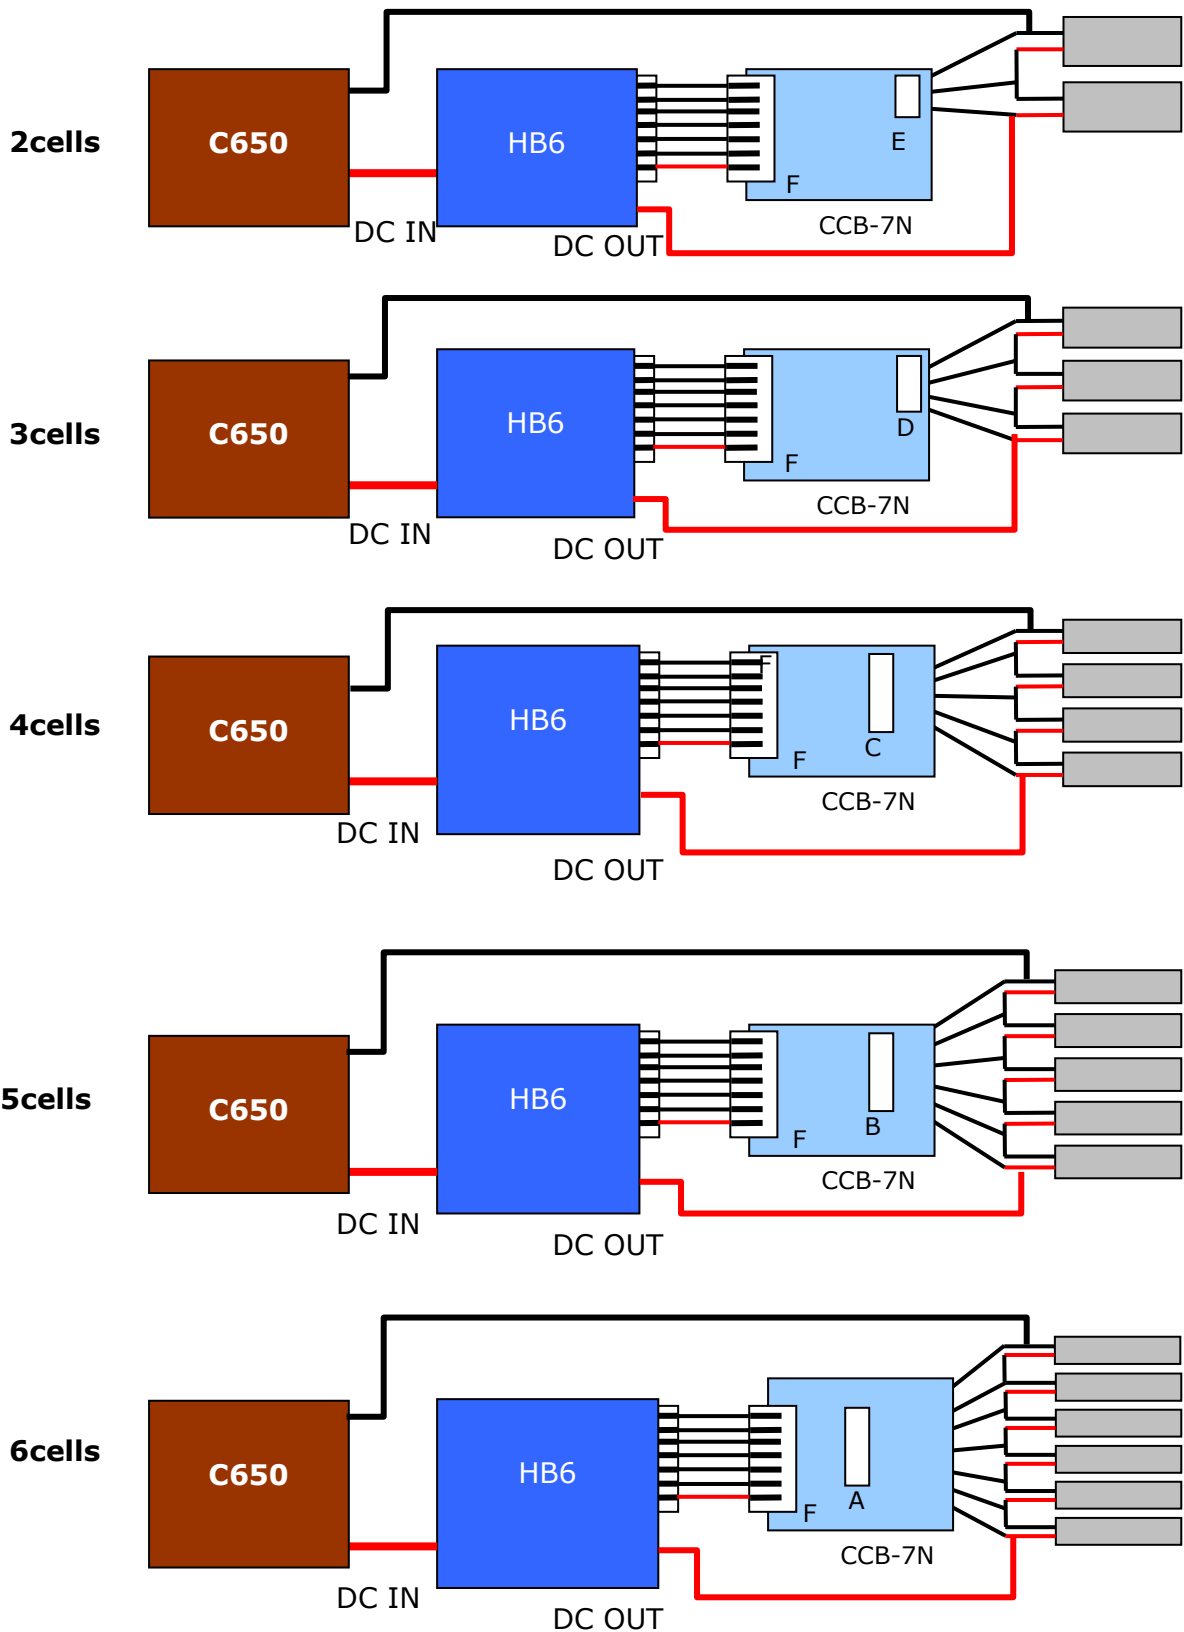 2cells
C650
HB6
E
F
CCB-7N
DC IN
DC OUT
3cells
C650
HB6
D
F
CCB-7N
DC IN
DC OUT
4cells
C650
HB6
F
C
F
CCB-7N
DC IN
DC OUT
5cells
C650
HB6
B
F
CCB-7N
DC IN
DC OUT
6cells
C650
HB6
A
F
CCB-7N
DC IN
DC OUT